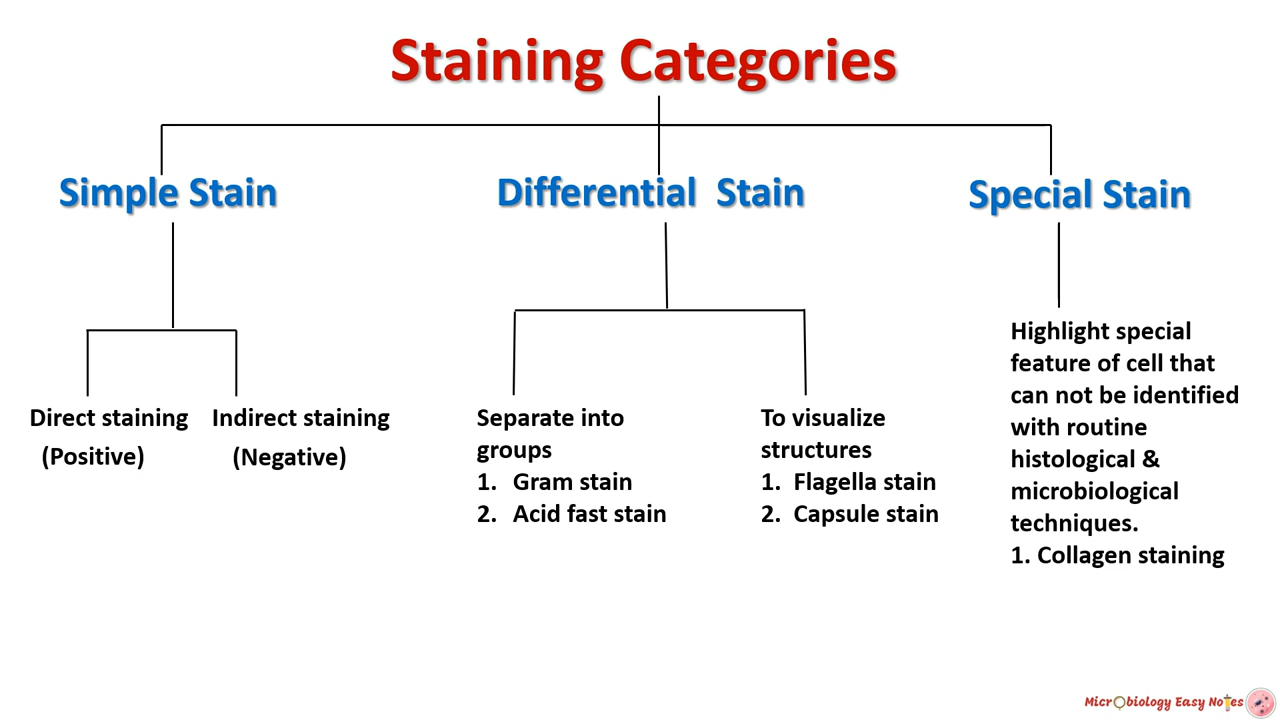 Staining Categories
Simple Stain
Differential Stain
Special Stain
Direct staining
(Positive)
Indirect staining
(Negative)
Separate into
groups
1. Gram stain
2. Acid fast stain
To visualize
structures
1. Flagella stain
2. Capsule stain
Highlight special
feature of cell that
can not be identified
with routine
histological &
microbiological
techniques.
1. Collagen staining
Microbiology Easy Notes